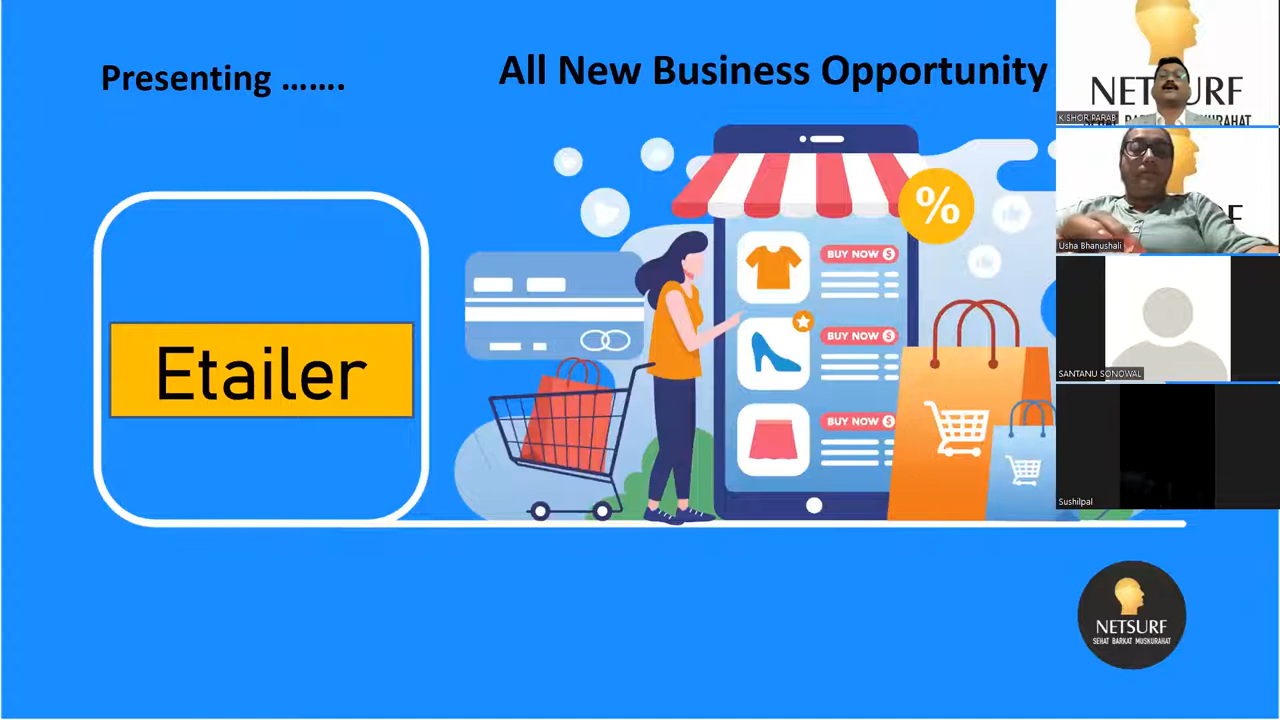 Presenting .......
All New Business Opportunity
Etailer
%
BUY NOW $
BUY NOW $
BUY NOW $
NETSURF
SEHAT BARKAT MUSKURAHAT
KISHOR PARAB
Usha Bhanushali
SANTANU SONOWAL
Sushilpal